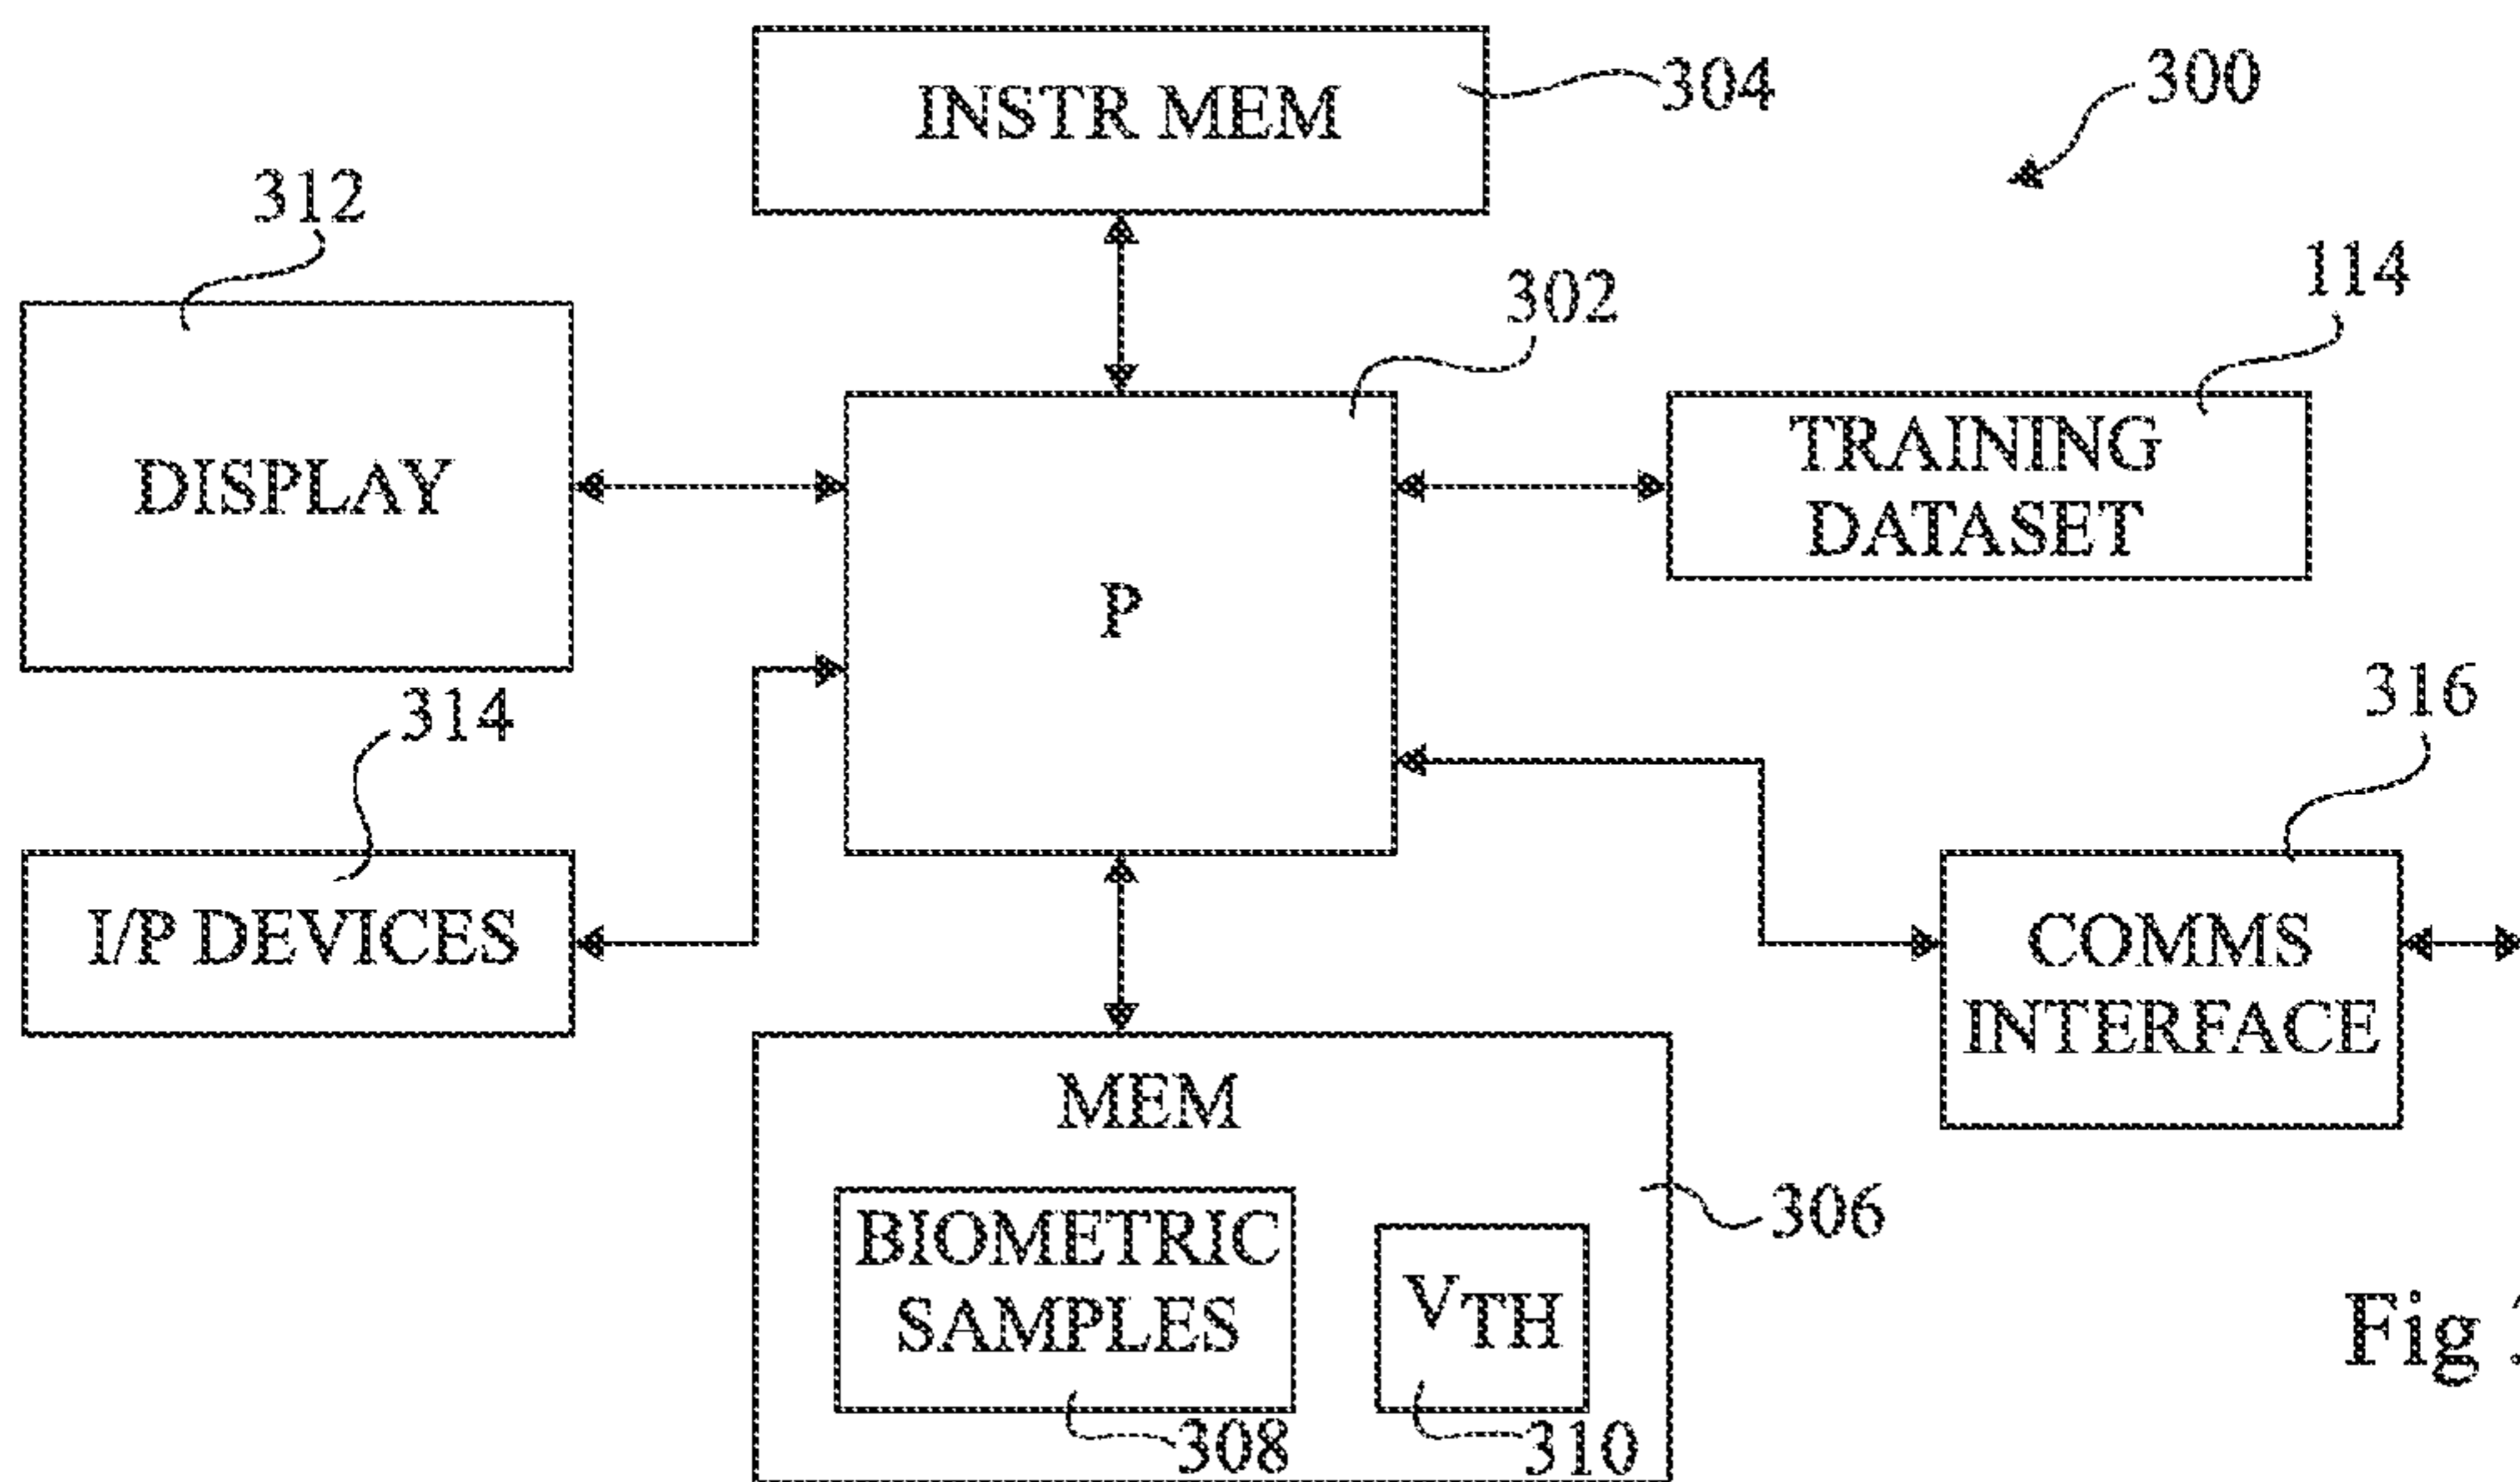 INSTR MEM
304
300
312
302
114
DISPLAY
P
TRAINING
DATASET
314
316
I/P DEVICES
COMMS
INTERFACE
MEM
306
BIOMETRIC
SAMPLES
VTH
308
310
Fig